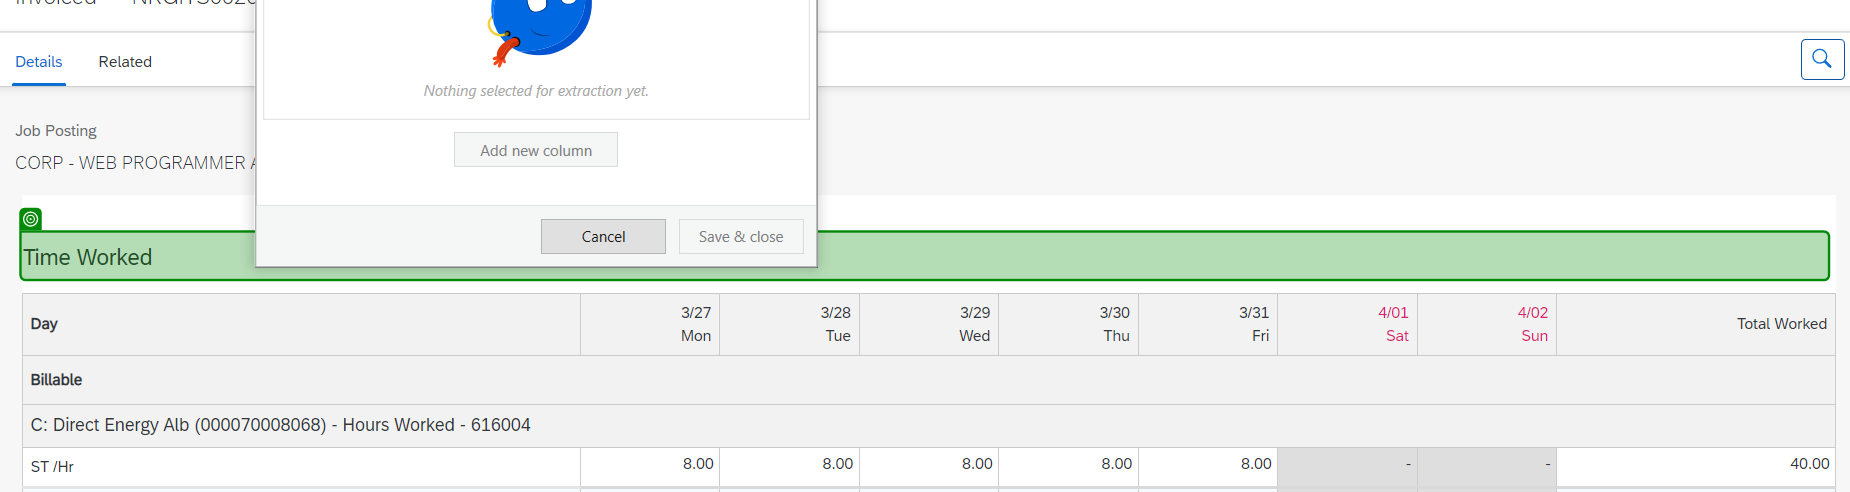 Invoiced
Details
Related
Nothing selected for extraction yet.
Add new column
Job Posting
CORP - WEB PROGRAMMER
Cancel
Save & close
Time Worked
Day
3/27 Mon
3/28 Tue
3/29 Wed
3/30 Thu
3/31 Fri
4/01 Sat
4/02 Sun
Total Worked
Billable
C: Direct Energy Alb (000070008068) - Hours Worked - 616004
ST /Hr 8.00 8.00 8.00 8.00 8.00 - - 40.00